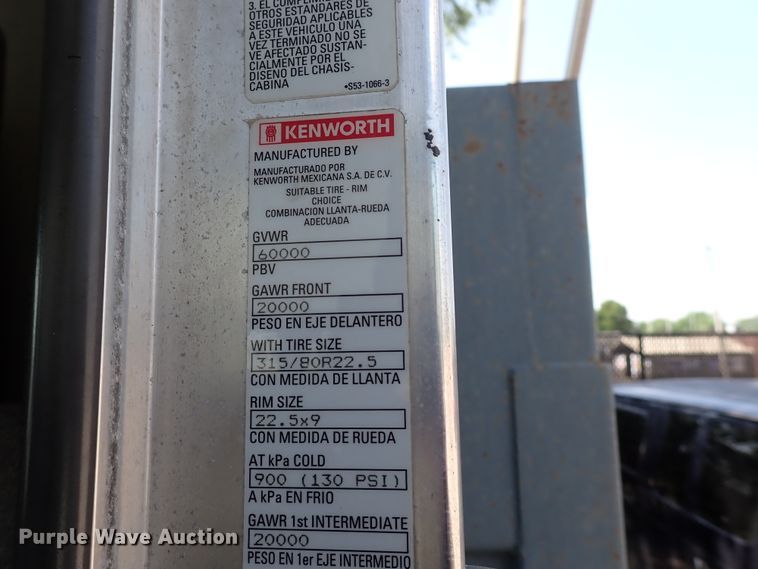 3. EL CUMPLIMIENTO
OTROS ESTANDARES DE
SEGURIDAD APLICABLES
A ESTE VEHICULO UNA
VEZ TERMINADO NO SE
VE AFECTADO SUSTAN-
CIALMENTE POR EL
DISENO DEL CHASIS-
CABINA
•S53-1066-3
KENWORTH
MANUFACTURED BY
MANUFACTURADO POR
KENWORTH MEXICANA S.A. DE C.V.
SUITABLE TIRE - RIM
CHOICE
COMBINACION LLANTA-RUEDA
ADECUADA
GVWR
60000
PBV
GAWR FRONT
20000
PESO EN EJE DELANTERO
WITH TIRE SIZE
315/80R22.5
CON MEDIDA DE LLANTA
RIM SIZE
22.5x9
CON MEDIDA DE RUEDA
AT kPa COLD
900 (130 PSI)
A kPa EN FRIO
GAWR 1st INTERMEDIATE
20000
PESO EN 1er EJE INTERMEDIO
Purple Wave Auction